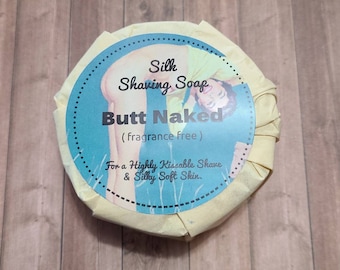 Silk
Shaving Soap
Butt Naked
( fragrance Free )
For a Highly Kissable Shave
& Silky Soft Skin.